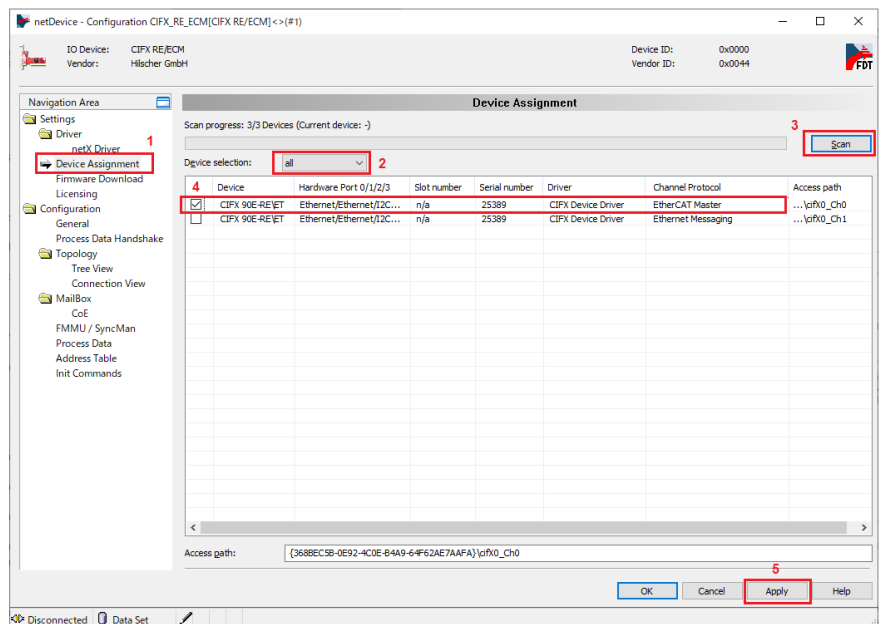 netDevice - Configuration CIFX_RE_ECM[CIFX RE/ECM]<>(#1)
IO Device: CIFX RE/ECM Device ID: 0x0000
Vendor: Hilscher GmbH Vendor ID: 0x0044
FDT
Navigation Area
Settings
Driver
netX Driver
1
Device Assignment
Firmware Download
Licensing
Configuration
General
Process Data Handshake
Topology
Tree View
Connection View
MailBox
CoE
FMMU / SyncMan
Process Data
Address Table
Init Commands
Device Assignment
Scan progress: 3/3 Devices (Current device: -)
3
Scan
Device selection: all 2
4 Device Hardware Port 0/1/2/3 Slot number Serial number Driver Channel Protocol Access path
CIFX 90E-RE\ET Ethernet/Ethernet/I2C... n/a 25389 CIFX Device Driver EtherCAT Master ...\cifX0_Ch0
CIFX 90E-RE\ET Ethernet/Ethernet/I2C... n/a 25389 CIFX Device Driver Ethernet Messaging ...\cifX0_Ch1
Access path: {368BEC5B-0E92-4C0E-B4A9-64F62AE7AAFA}\cifX0_Ch0
5
OK Cancel Apply Help
Disconnected Data Set